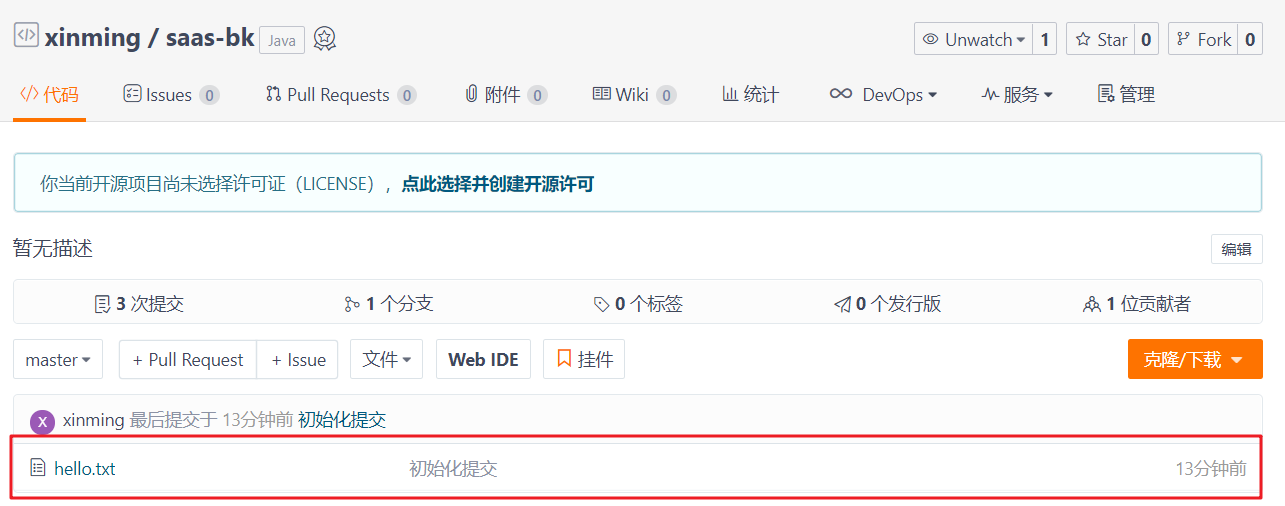 xinming / saas-bk Java Unwatch 1 Star 0 Fork 0
代码 Issues 0 Pull Requests 0 附件 0 Wiki 0 统计 DevOps 服务 管理
你当前开源项目尚未选择许可证（LICENSE），点此选择并创建开源许可
暂无描述 编辑
3 次提交 1 个分支 0 个标签 0 个发行版 1 位贡献者
master + Pull Request + Issue 文件 Web IDE 挂件 克隆/下载
X xinming 最后提交于 13分钟前 初始化提交
hello.txt 初始化提交 13分钟前